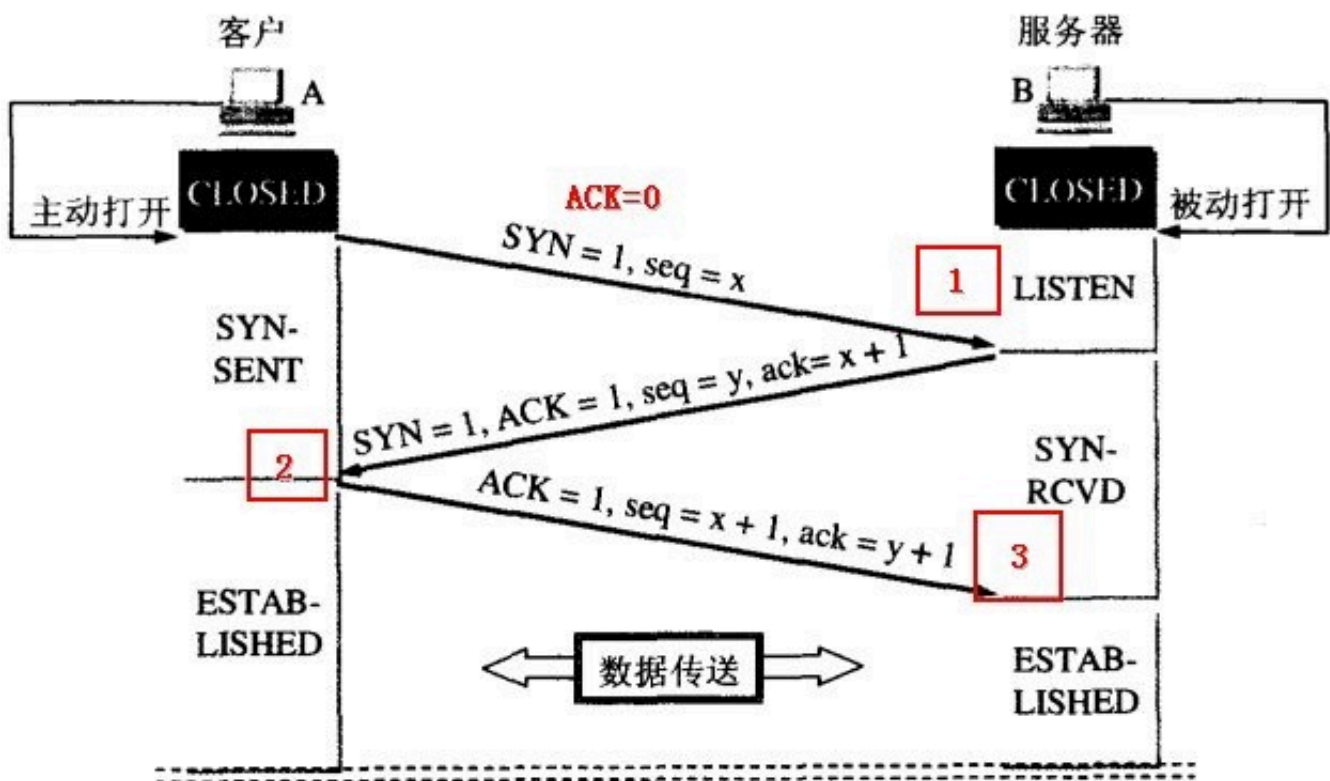 客户
服务器
A
B
CLOSED
CLOSED
主动打开
ACK=0
被动打开
SYN = 1, seq = x
1
LISTEN
SYN-
SENT
SYN = 1, ACK = 1, seq = y, ack= x + 1
2
SYN-
RCVD
ACK = 1, seq = x + 1, ack = y + 1
3
ESTAB-
LISHED
数据传送
ESTAB-
LISHED